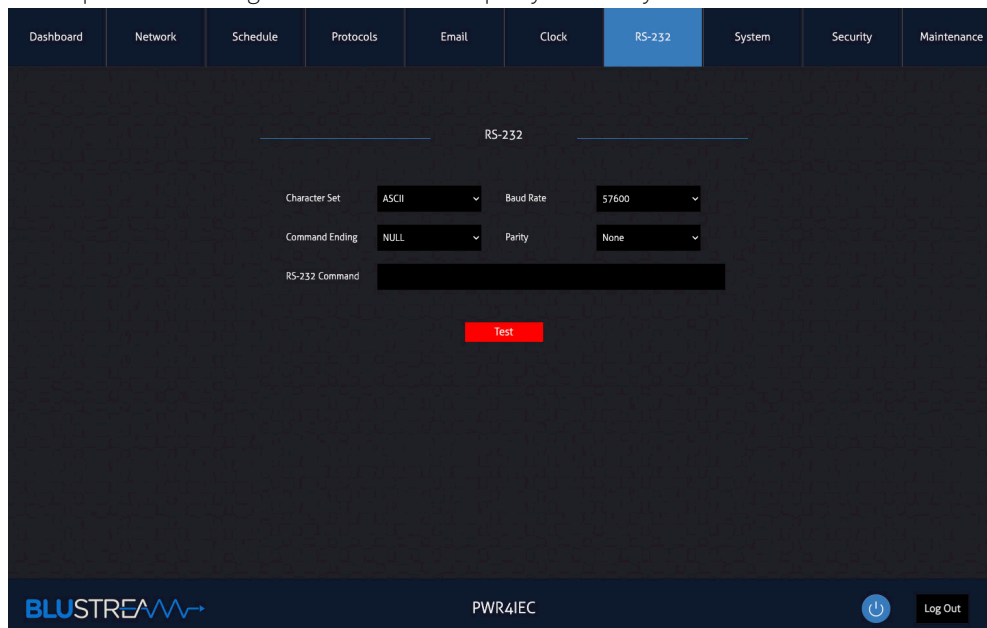 Dashboard Network Schedule Protocols Email Clock RS-232 System Security Maintenance
RS-232
Character Set ASCII Baud Rate 57600
Command Ending NULL Parity None
RS-232 Command
Test
BLUSTREAM PWR4IEC Log Out